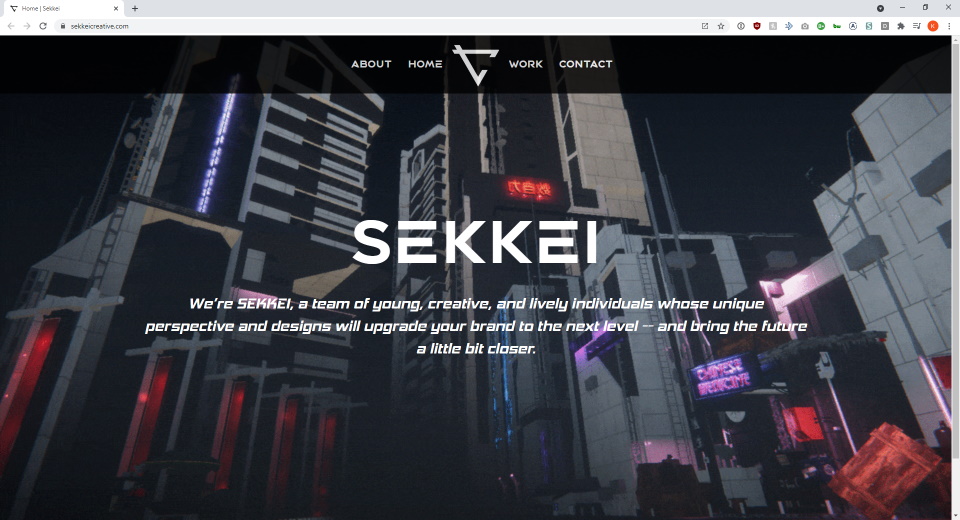 Home | Sekkei
sekkeicreative.com
ABOUT HOME WORK CONTACT
SEKKEI
We're SEKKEI, a team of young, creative, and lively individuals whose unique
perspective and designs will upgrade your brand to the next level -- and bring the future
a little bit closer.
CHINESE
MEDICINE